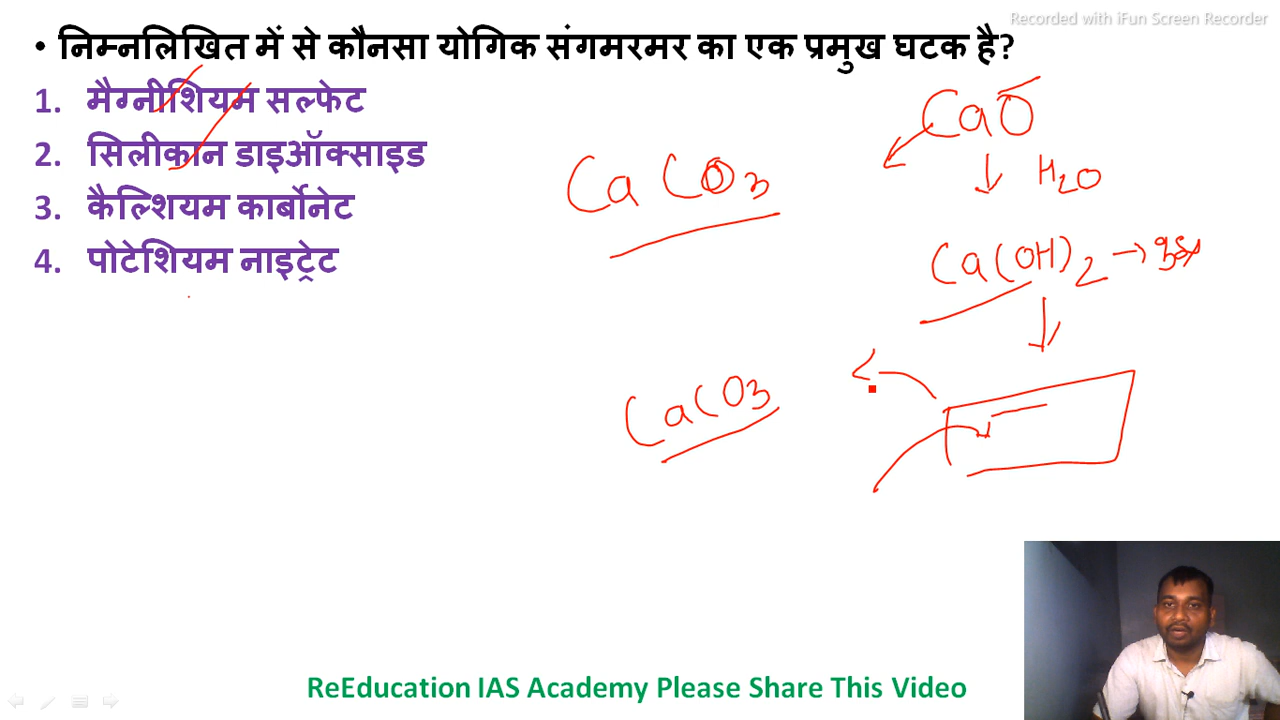 Recorded with iFun Screen Recorder
• निम्नलिखित में से कौनसा योगिक संगमरमर का एक प्रमुख घटक है?
1. मैग्नीशियम सल्फेट
2. सिलीकान डाइऑक्साइड
3. कैल्शियम कार्बोनेट
4. पोटेशियम नाइट्रेट
CaO
CaCO3
H2O
Ca(OH)2 →
CaCO3
ReEducation IAS Academy Please Share This Video